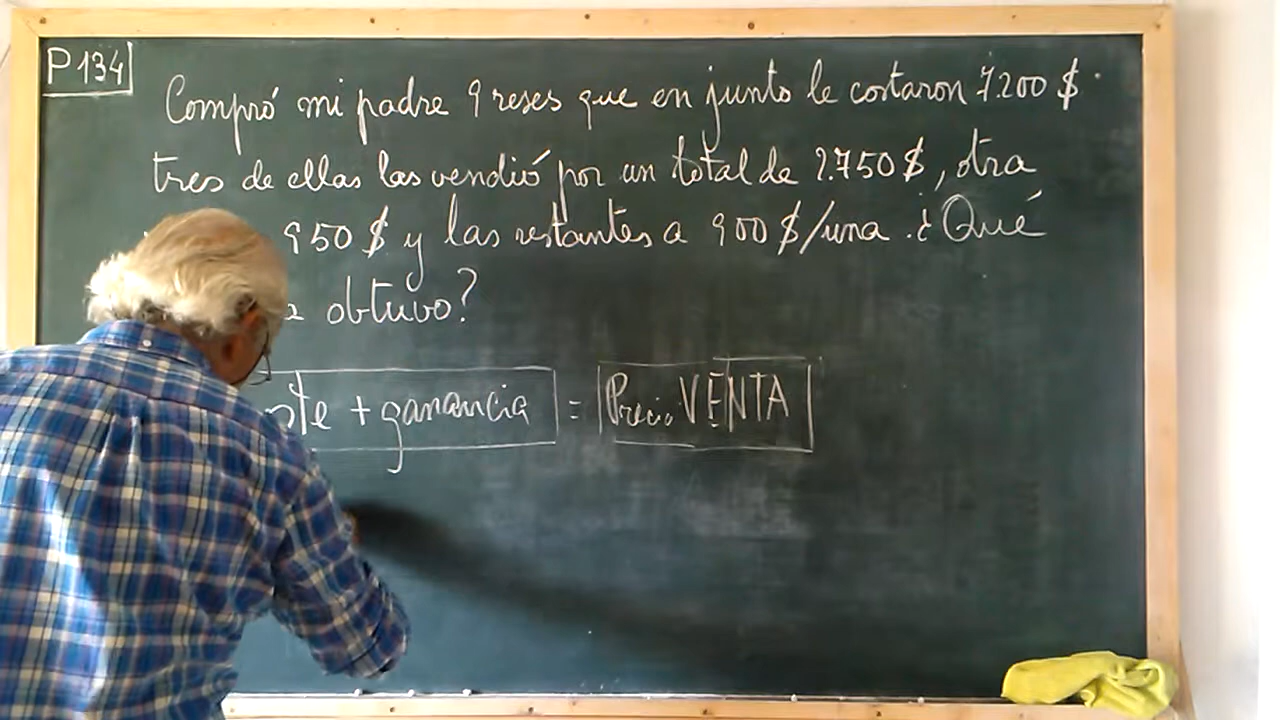 P134
Compró mi padre 9 reses que en junto le costaron 7.200 $.
tres de ellas las vendió por un total de 2.750 $, otra
950 $ y las restantes a 900 $/una. ¿Qué
obtuvo?
ste + ganancia = Precio VENTA